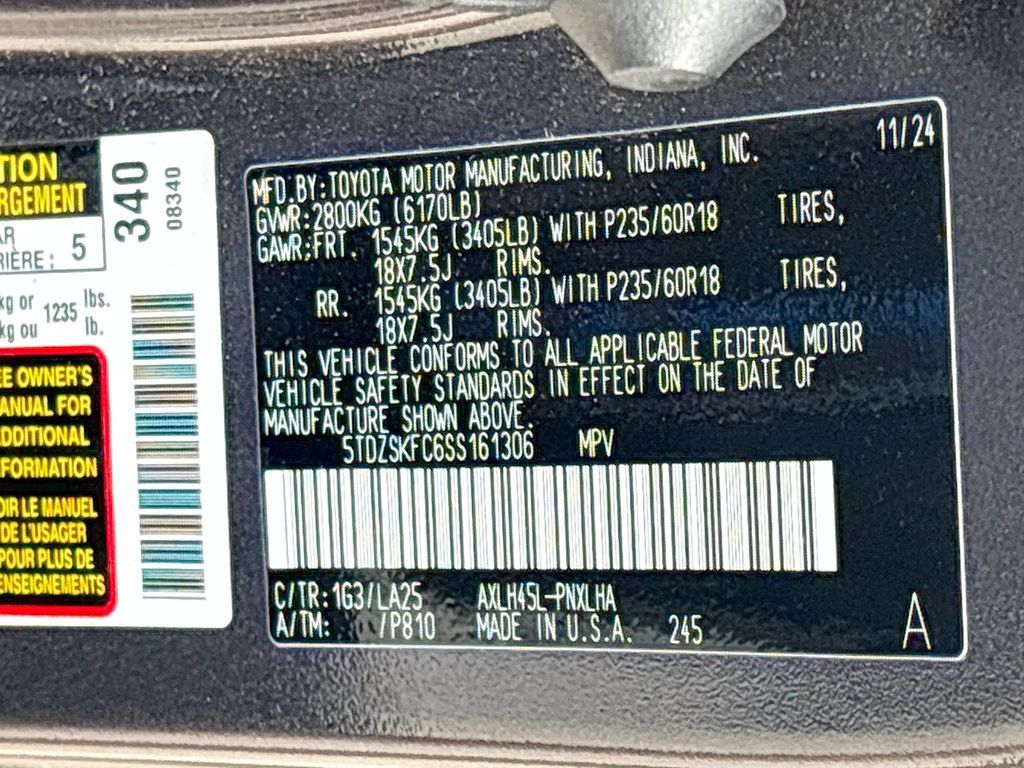 TION
RGEMENT
AR
RIÈRE: 5
kg or 1235 lbs.
kg ou lb.
EE OWNER'S
ANUAL FOR
ADDITIONAL
FORMATION
OIR LE MANUEL
DE L'USAGER
POUR PLUS DE
ENSEIGNEMENTS
340
08340
11/24
MFD.BY:TOYOTA MOTOR MANUFACTURING, INDIANA, INC.
GVWR:2800KG (6170LB)
GAWR:FRT. 1545KG (3405LB) WITH P235/60R18 TIRES,
18X7.5J RIMS.
RR. 1545KG (3405LB) WITH P235/60R18 TIRES,
18X7.5J RIMS.
THIS VEHICLE CONFORMS TO ALL APPLICABLE FEDERAL MOTOR
VEHICLE SAFETY STANDARDS IN EFFECT ON THE DATE OF
MANUFACTURE SHOWN ABOVE.
5TDZSKFC6SS161306 MPV
C/TR:1G3/LA25 AXLH45L-PNXLHA
A/TM: /P810 MADE IN U.S.A. 245
A